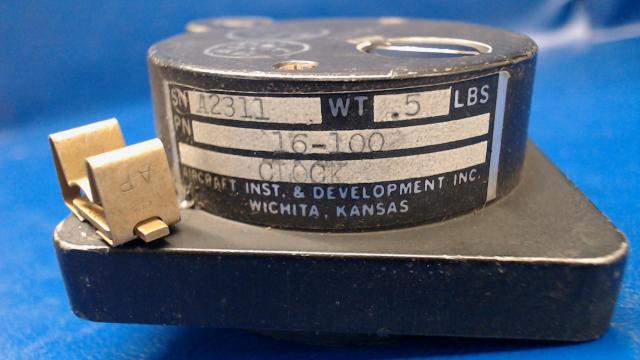 SN A2311 WT .5 LBS
PN 16-100
CLOCK
AIRCRAFT INST. & DEVELOPMENT INC.
WICHITA, KANSAS
AP